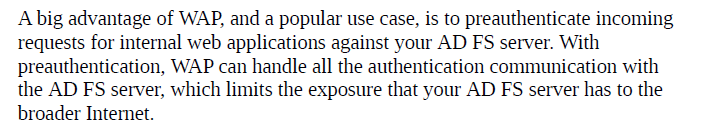 A big advantage of WAP, and a popular use case, is to preauthenticate incoming
requests for internal web applications against your AD FS server. With
preauthentication, WAP can handle all the authentication communication with
the AD FS server, which limits the exposure that your AD FS server has to the
broader Internet.